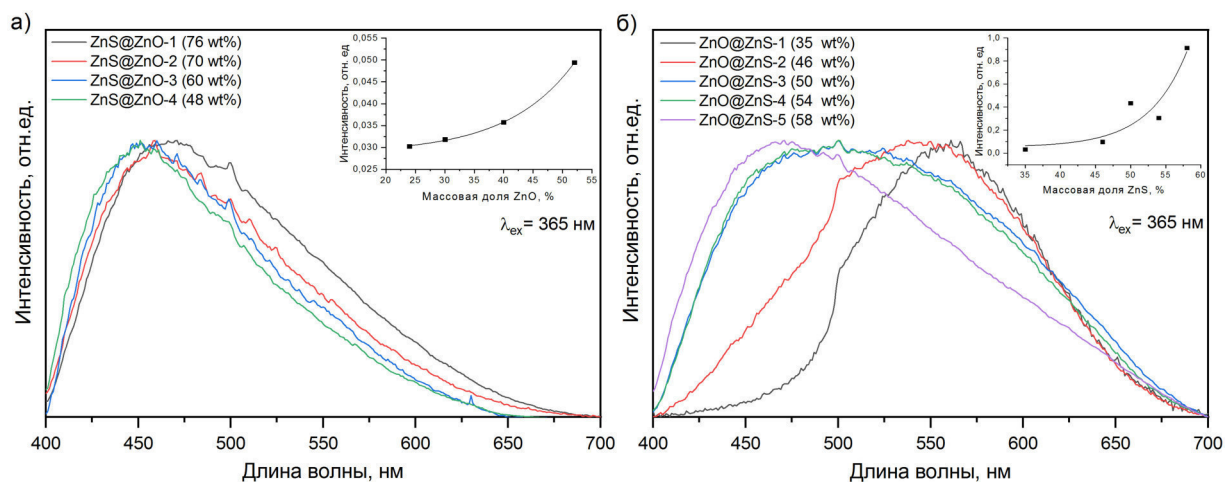 а)
ZnS@ZnO-1 (76 wt%)
ZnS@ZnO-2 (70 wt%)
ZnS@ZnO-3 (60 wt%)
ZnS@ZnO-4 (48 wt%)
Интенсивность, отн. ед
0,055
0,050
0,045
0,040
0,035
0,030
0,025
20 25 30 35 40 45 50 55
Массовая доля ZnO, %
λex = 365 нм
Интенсивность, отн.ед.
400 450 500 550 600 650 700
Длина волны, нм
б)
ZnO@ZnS-1 (35 wt%)
ZnO@ZnS-2 (46 wt%)
ZnO@ZnS-3 (50 wt%)
ZnO@ZnS-4 (54 wt%)
ZnO@ZnS-5 (58 wt%)
Интенсивность, отн. ед
1,0
0,8
0,6
0,4
0,2
0,0
35 40 45 50 55 60
Массовая доля ZnS, %
λex = 365 нм
Интенсивность, отн.ед.
400 450 500 550 600 650 700
Длина волны, нм